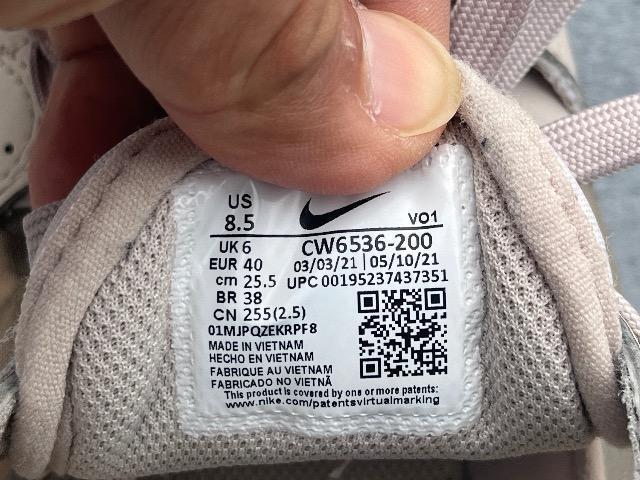 US
8.5
VO1
UK 6
CW6536-200
EUR 40
03/03/21 | 05/10/21
cm 25.5
UPC 00195237437351
BR 38
CN 255(2.5)
01MJPQZEKRPF8
MADE IN VIETNAM
HECHO EN VIETNAM
FABRIQUE AU VIETNAM
FABRICADO NO VIETNÃ
This product is covered by one or more patents:
www.nike.com/patentsvirtualmarking